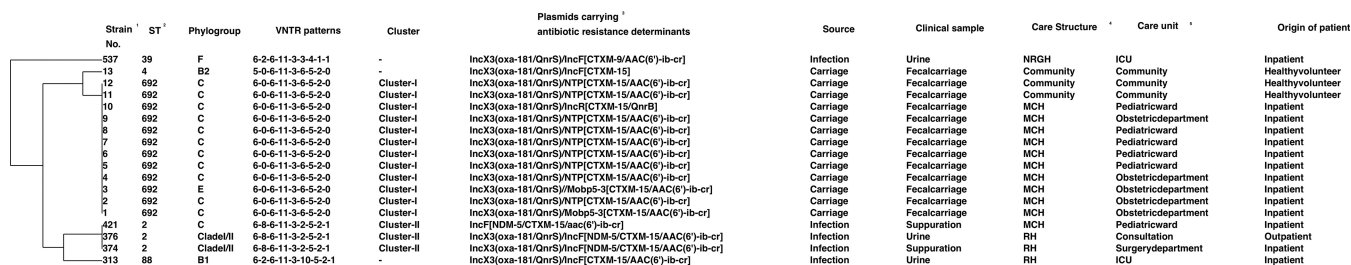 Plasmids carrying 3
Strain 1 ST 2 Phylogroup VNTR patterns Cluster antibiotic resistance determinants Source Clinical sample Care Structure 4 Care unit 5 Origin of patient
No.
537 39 F 6-2-6-11-3-3-4-1-1 - IncX3(oxa-181/QnrS)/IncF[CTXM-9/AAC(6')-ib-cr] Infection Urine NRGH ICU Inpatient
13 4 B2 5-0-06-11-3-6-5-2-0 - IncX3(oxa-181/QnrS)/IncF[CTXM-15] Carriage Fecalcarriage Community Community Healthyvolunteer
12 692 C 6-0-6-11-3-6-5-2-0 Cluster-I IncX3(oxa-181/QnrS)/NTP[CTXM-15/AAC(6')-ib-cr] Carriage Fecalcarriage Community Community Healthyvolunteer
11 692 C 6-0-6-11-3-6-5-2-0 Cluster-I IncX3(oxa-181/QnrS)/NTP[CTXM-15/AAC(6')-ib-cr] Carriage Fecalcarriage Community Community Healthyvolunteer
10 692 C 6-0-6-11-3-6-5-2-0 Cluster-I IncX3(oxa-181/QnrS)/IncR[CTXM-15/QnrB] Carriage Fecalcarriage MCH Pediatricward Inpatient
9 692 C 6-0-6-11-3-6-5-2-0 Cluster-I IncX3(oxa-181/QnrS)/NTP[CTXM-15/AAC(6')-ib-cr] Carriage Fecalcarriage MCH Obstetricdepartment Inpatient
8 692 C 6-0-6-11-3-6-5-2-0 Cluster-I IncX3(oxa-181/QnrS)/NTP[CTXM-15/AAC(6')-ib-cr] Carriage Fecalcarriage MCH Pediatricward Inpatient
7 692 C 6-0-6-11-3-6-5-2-0 Cluster-I IncX3(oxa-181/QnrS)/NTP[CTXM-15/AAC(6')-ib-cr] Carriage Fecalcarriage MCH Pediatricward Inpatient
6 692 C 6-0-6-11-3-6-5-2-0 Cluster-I IncX3(oxa-181/QnrS)/NTP[CTXM-15/AAC(6')-ib-cr] Carriage Fecalcarriage MCH Pediatricward Inpatient
5 692 C 6-0-6-11-3-6-5-2-0 Cluster-I IncX3(oxa-181/QnrS)/NTP[CTXM-15/AAC(6')-ib-cr] Carriage Fecalcarriage MCH Pediatricward Inpatient
4 692 C 6-0-6-11-3-6-5-2-0 Cluster-I IncX3(oxa-181/QnrS)/NTP[CTXM-15/AAC(6')-ib-cr] Carriage Fecalcarriage MCH Obstetricdepartment Inpatient
3 692 E 6-0-6-11-3-6-5-2-0 Cluster-I IncX3(oxa-181/QnrS)//Mobp5-3[CTXM-15/AAC(6')-ib-cr] Carriage Fecalcarriage MCH Obstetricdepartment Inpatient
2 692 C 6-0-6-11-3-6-5-2-0 Cluster-I IncX3(oxa-181/QnrS)/NTP[CTXM-15/AAC(6')-ib-cr] Carriage Fecalcarriage MCH Obstetricdepartment Inpatient
1 692 C 6-0-6-11-3-6-5-2-0 Cluster-I IncX3(oxa-181/QnrS)/Mobp5-3[CTXM-15/AAC(6')-ib-cr] Carriage Fecalcarriage MCH Obstetricdepartment Inpatient
421 2 C 6-8-6-11-3-2-5-2-1 Cluster-II IncF[NDM-5/CTXM-15/aac(6')-ib-cr] Infection Suppuration MCH Pediatricward Inpatient
376 2 CladeI/II 6-8-6-11-3-2-5-2-1 Cluster-II IncX3(oxa-181/QnrS)/IncF[NDM-5/CTXM-15/AAC(6')-ib-cr] Infection Urine RH Consultation Outpatient
374 2 CladeI/II 6-8-6-11-3-2-5-2-1 Cluster-II IncX3(oxa-181/QnrS)/IncF[NDM-5/CTXM-15/AAC(6')-ib-cr] Infection Suppuration RH Surgerydepartment Inpatient
313 88 B1 6-2-6-11-3-10-5-2-1 - IncX3(oxa-181/QnrS)/IncF[CTXM-15/AAC(6')-ib-cr] Infection Urine RH ICU Inpatient